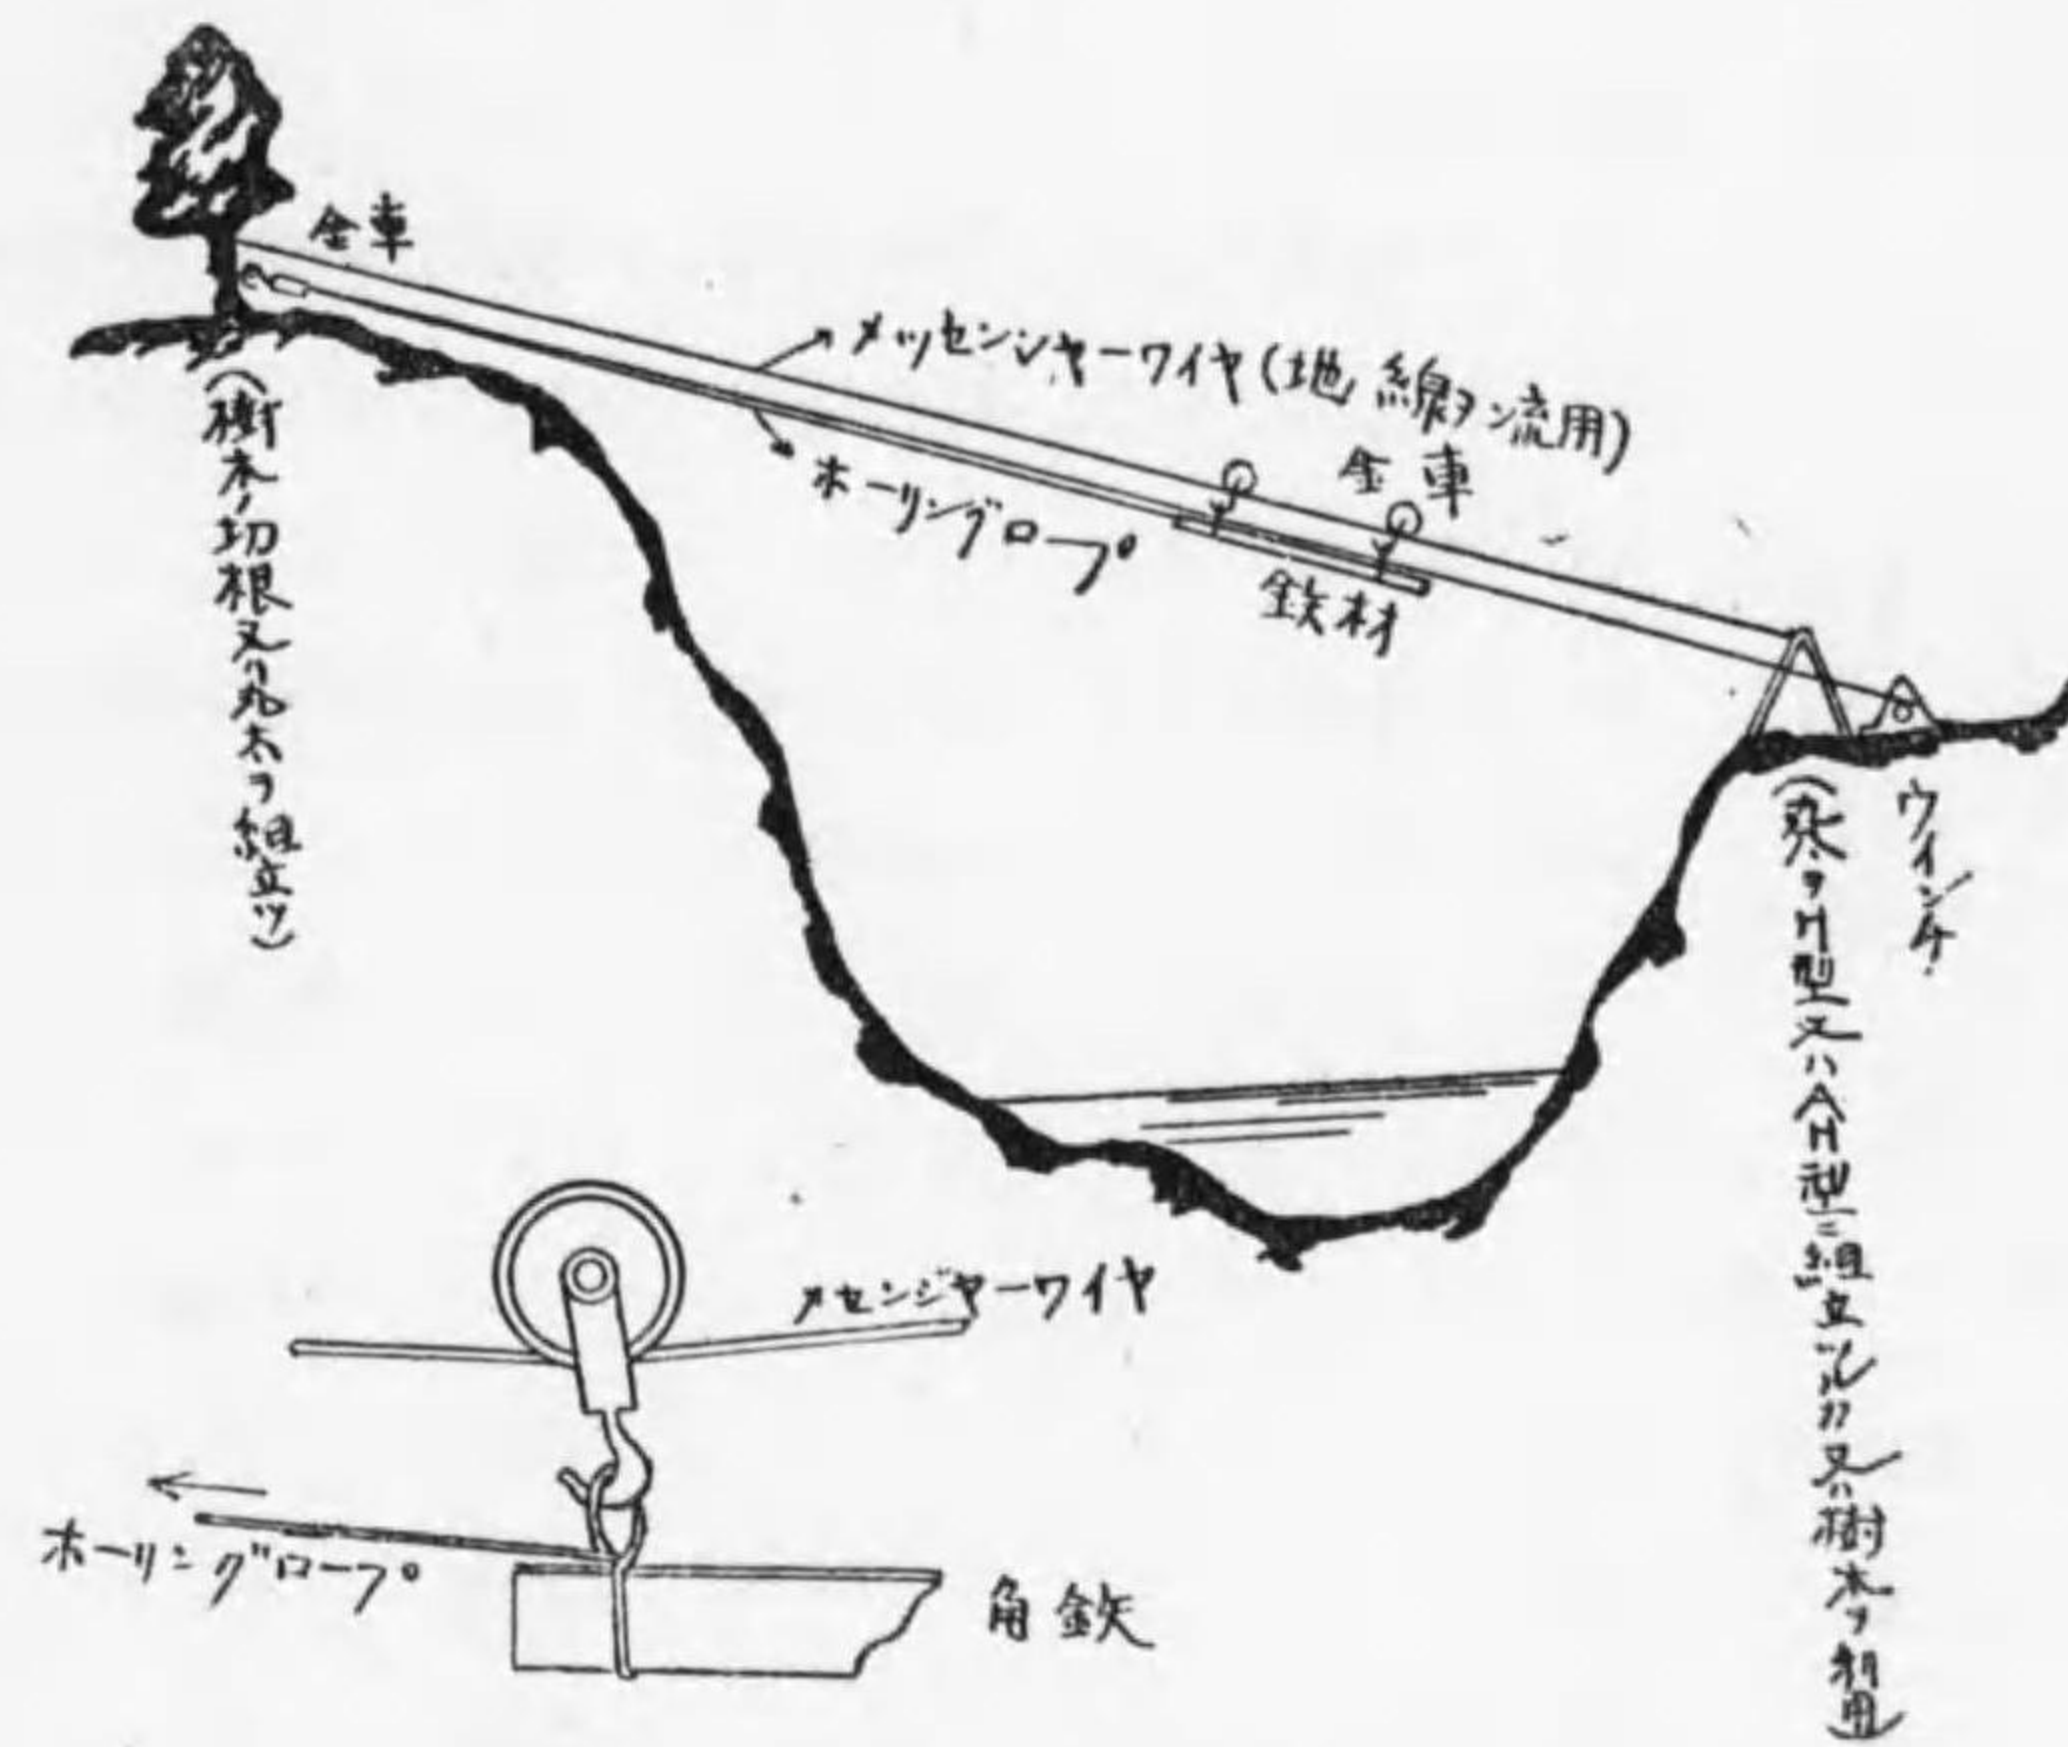 金車
メッセンジャーワイヤ(地線ヲ流用)
金車
ホーリングロープ
鉄材
(樹木ノ切根又ハ丸太ヲ組立ツ)
ウインチ
(丸太ヲH型又ハAH型ニ組立ツルカ又ハ樹木ヲ利用)
メセンジヤーワイヤ
ホーリングロープ
角鉄